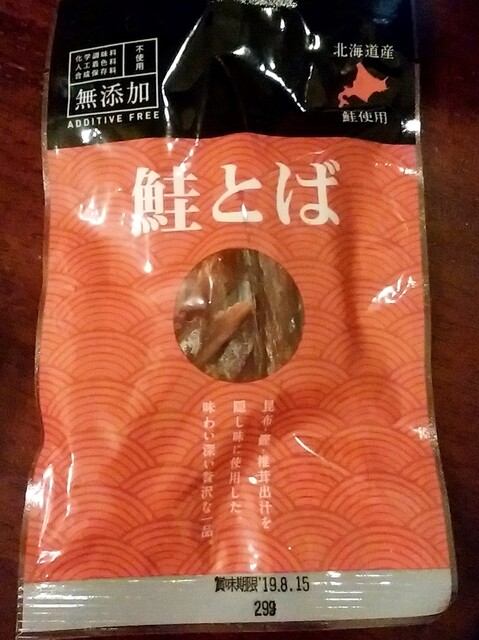 化学調味料
人工着色料
合成保存料
不使用
無添加
ADDITIVE FREE
北海道産
鮭使用
鮭とば
昆布・鰹・椎茸出汁を
隠し味に使用した、
味わい深い贅沢な一品
賞味期限'19.8.15
29g